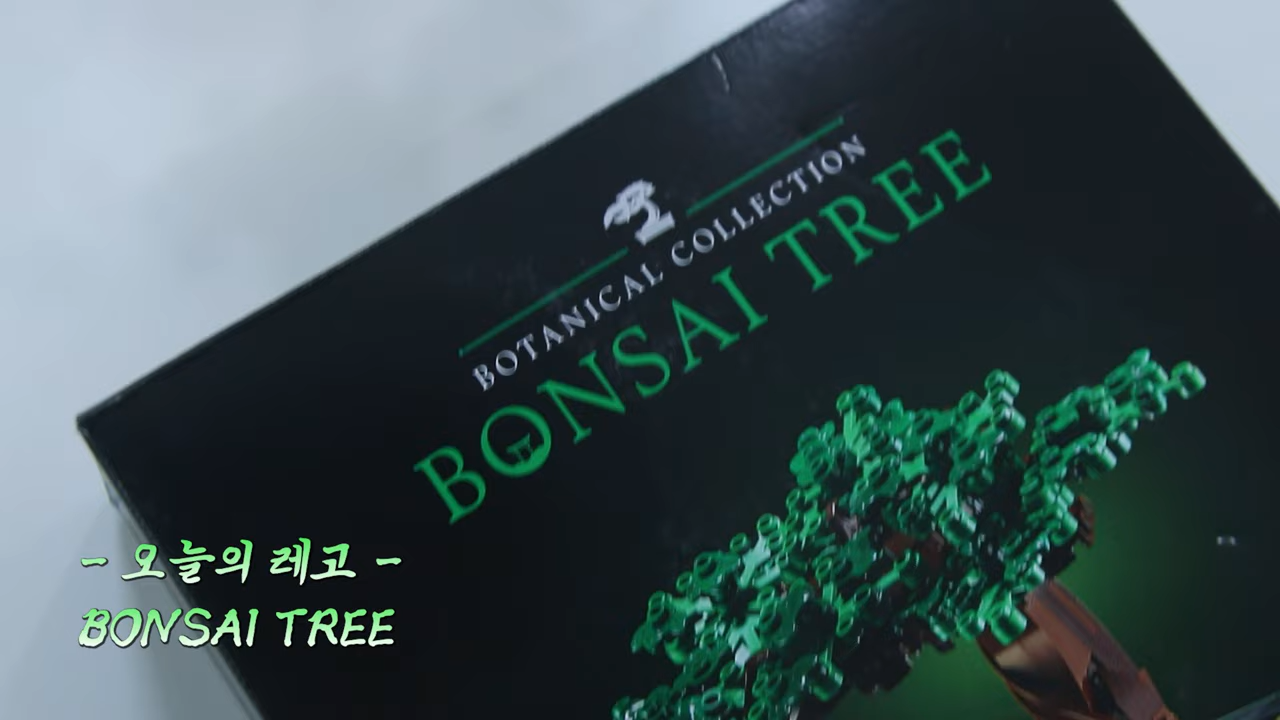 BOTANICAL COLLECTION
BONSAI TREE
- 오늘의 레고 -
BONSAI TREE